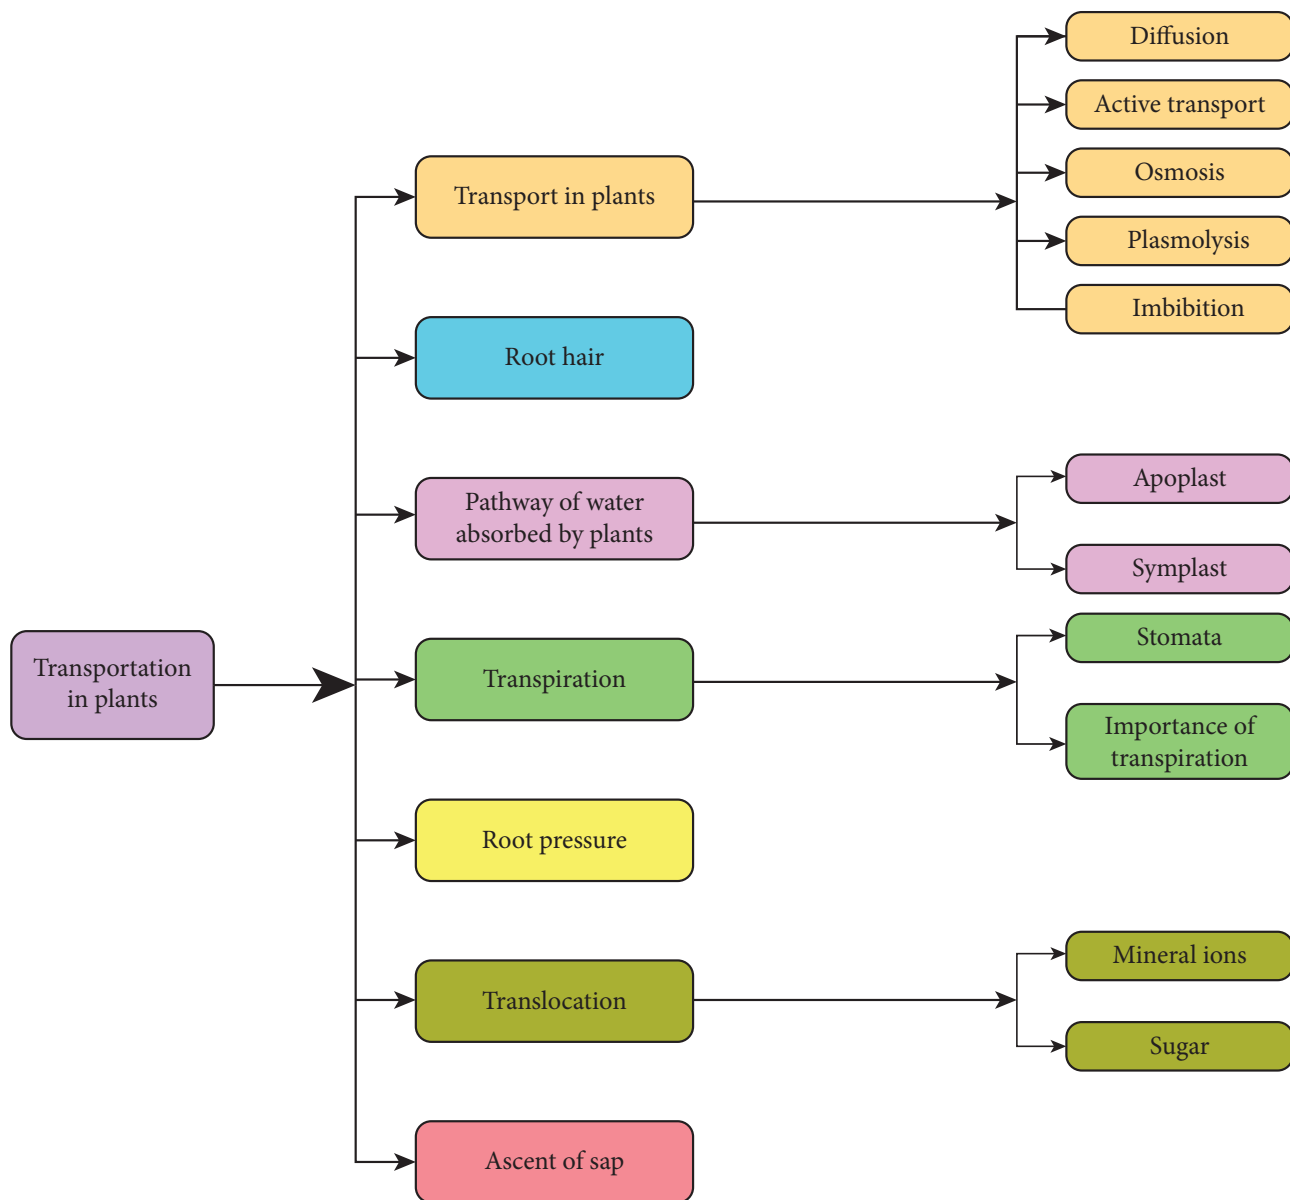 Transportation
in plants
Transport in plants
Diffusion
Active transport
Osmosis
Plasmolysis
Imbibition
Root hair
Pathway of water
absorbed by plants
Apoplast
Symplast
Transpiration
Stomata
Importance of
transpiration
Root pressure
Translocation
Mineral ions
Sugar
Ascent of sap